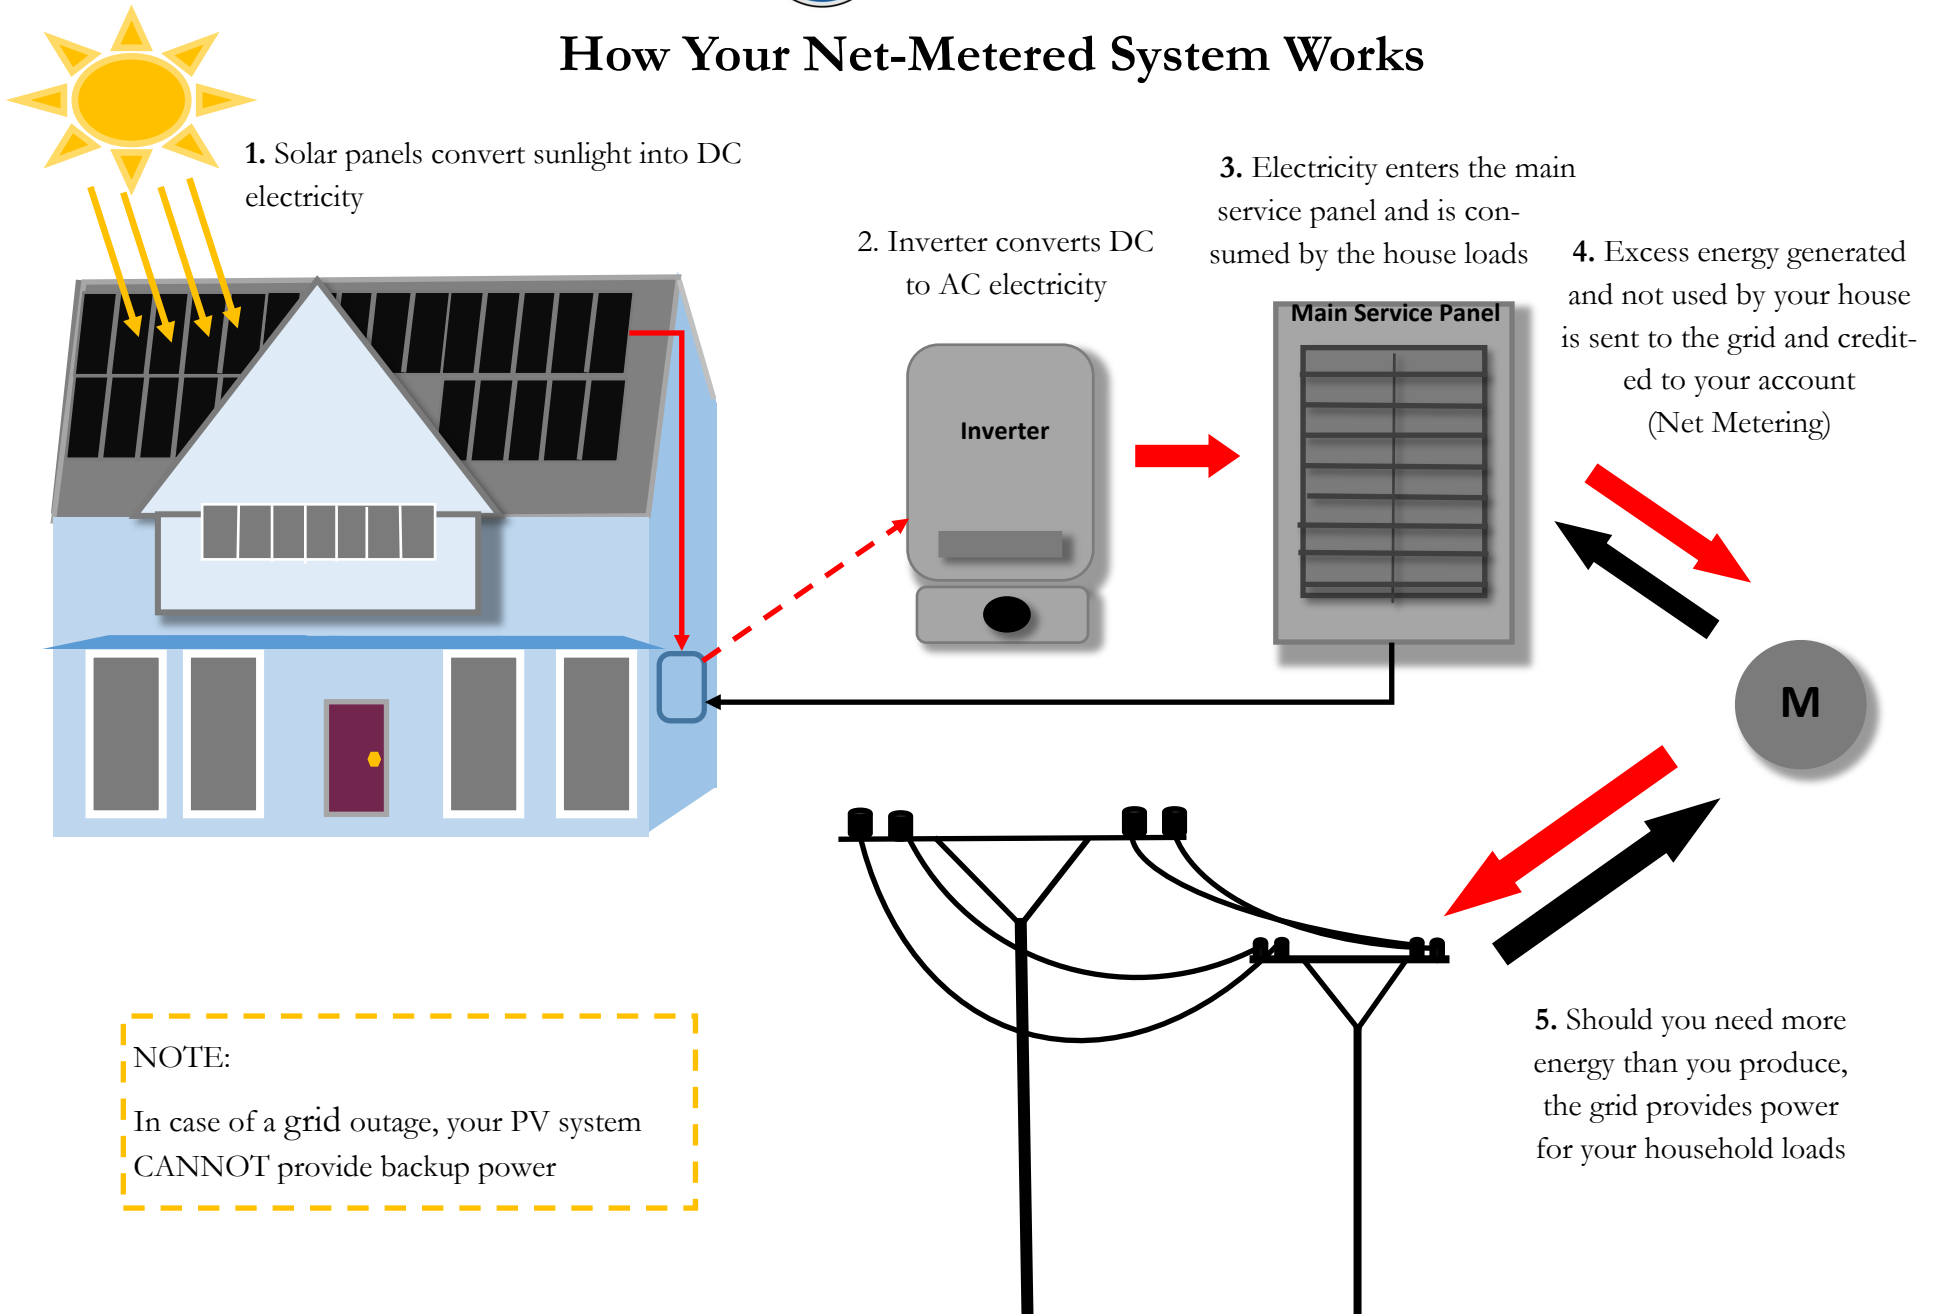 How Your Net-Metered System Works
1. Solar panels convert sunlight into DC
electricity
2. Inverter converts DC
to AC electricity
3. Electricity enters the main
service panel and is con-
sumed by the house loads
4. Excess energy generated
and not used by your house
is sent to the grid and credit-
ed to your account
(Net Metering)
Main Service Panel
Inverter
M
5. Should you need more
energy than you produce,
the grid provides power
for your household loads
NOTE:
In case of a grid outage, your PV system
CANNOT provide backup power